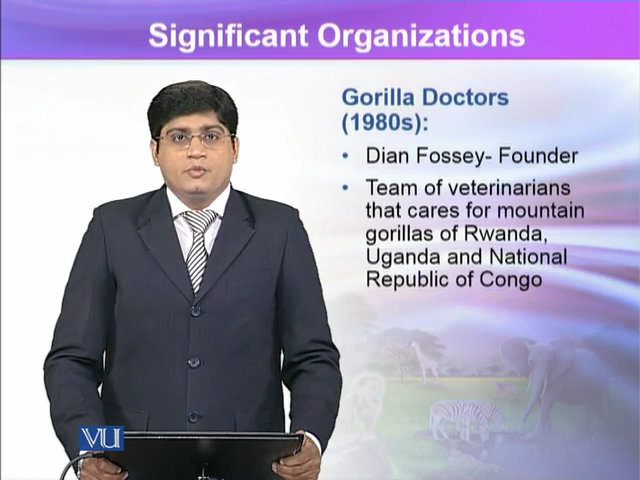 Significant Organizations
Gorilla Doctors
(1980s):
• Dian Fossey- Founder
• Team of veterinarians
that cares for mountain
gorillas of Rwanda,
Uganda and National
Republic of Congo
VU